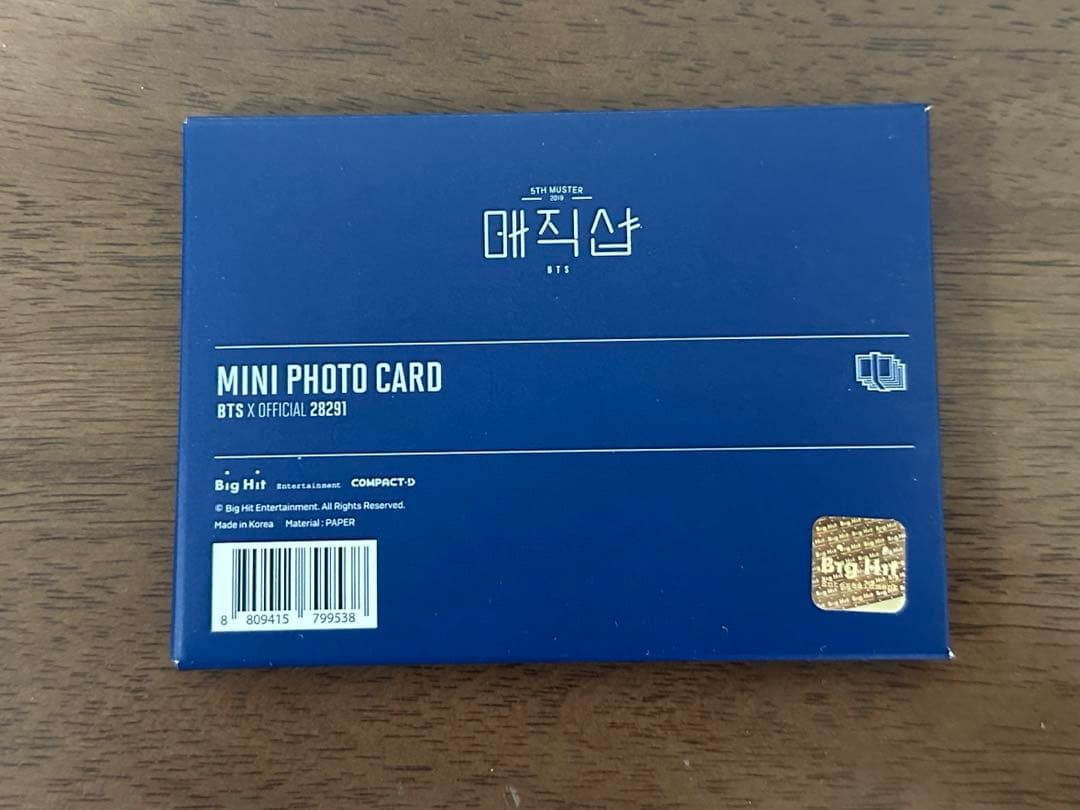 5TH MUSTER
2019
매직샵
BTS
MINI PHOTO CARD
BTS X OFFICIAL 28291
Big Hit Entertainment COMPACT·D
© Big Hit Entertainment. All Rights Reserved.
Made in Korea Material : PAPER
8 809415 799538
Big Hit
Entertainment